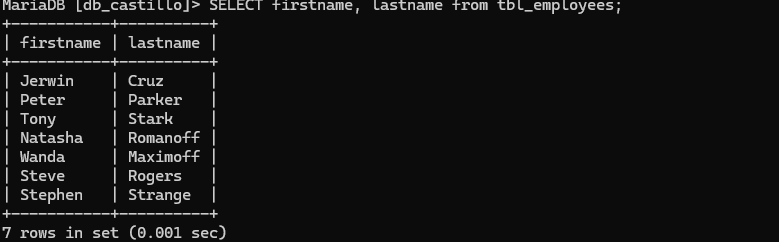 MariaDB [db_castillo]> SELECT firstname, lastname from tbl_employees;
+-----------+----------+
| firstname | lastname |
+-----------+----------+
| Jerwin    | Cruz     |
| Peter     | Parker   |
| Tony      | Stark    |
| Natasha   | Romanoff |
| Wanda     | Maximoff |
| Steve     | Rogers   |
| Stephen   | Strange  |
+-----------+----------+
7 rows in set (0.001 sec)